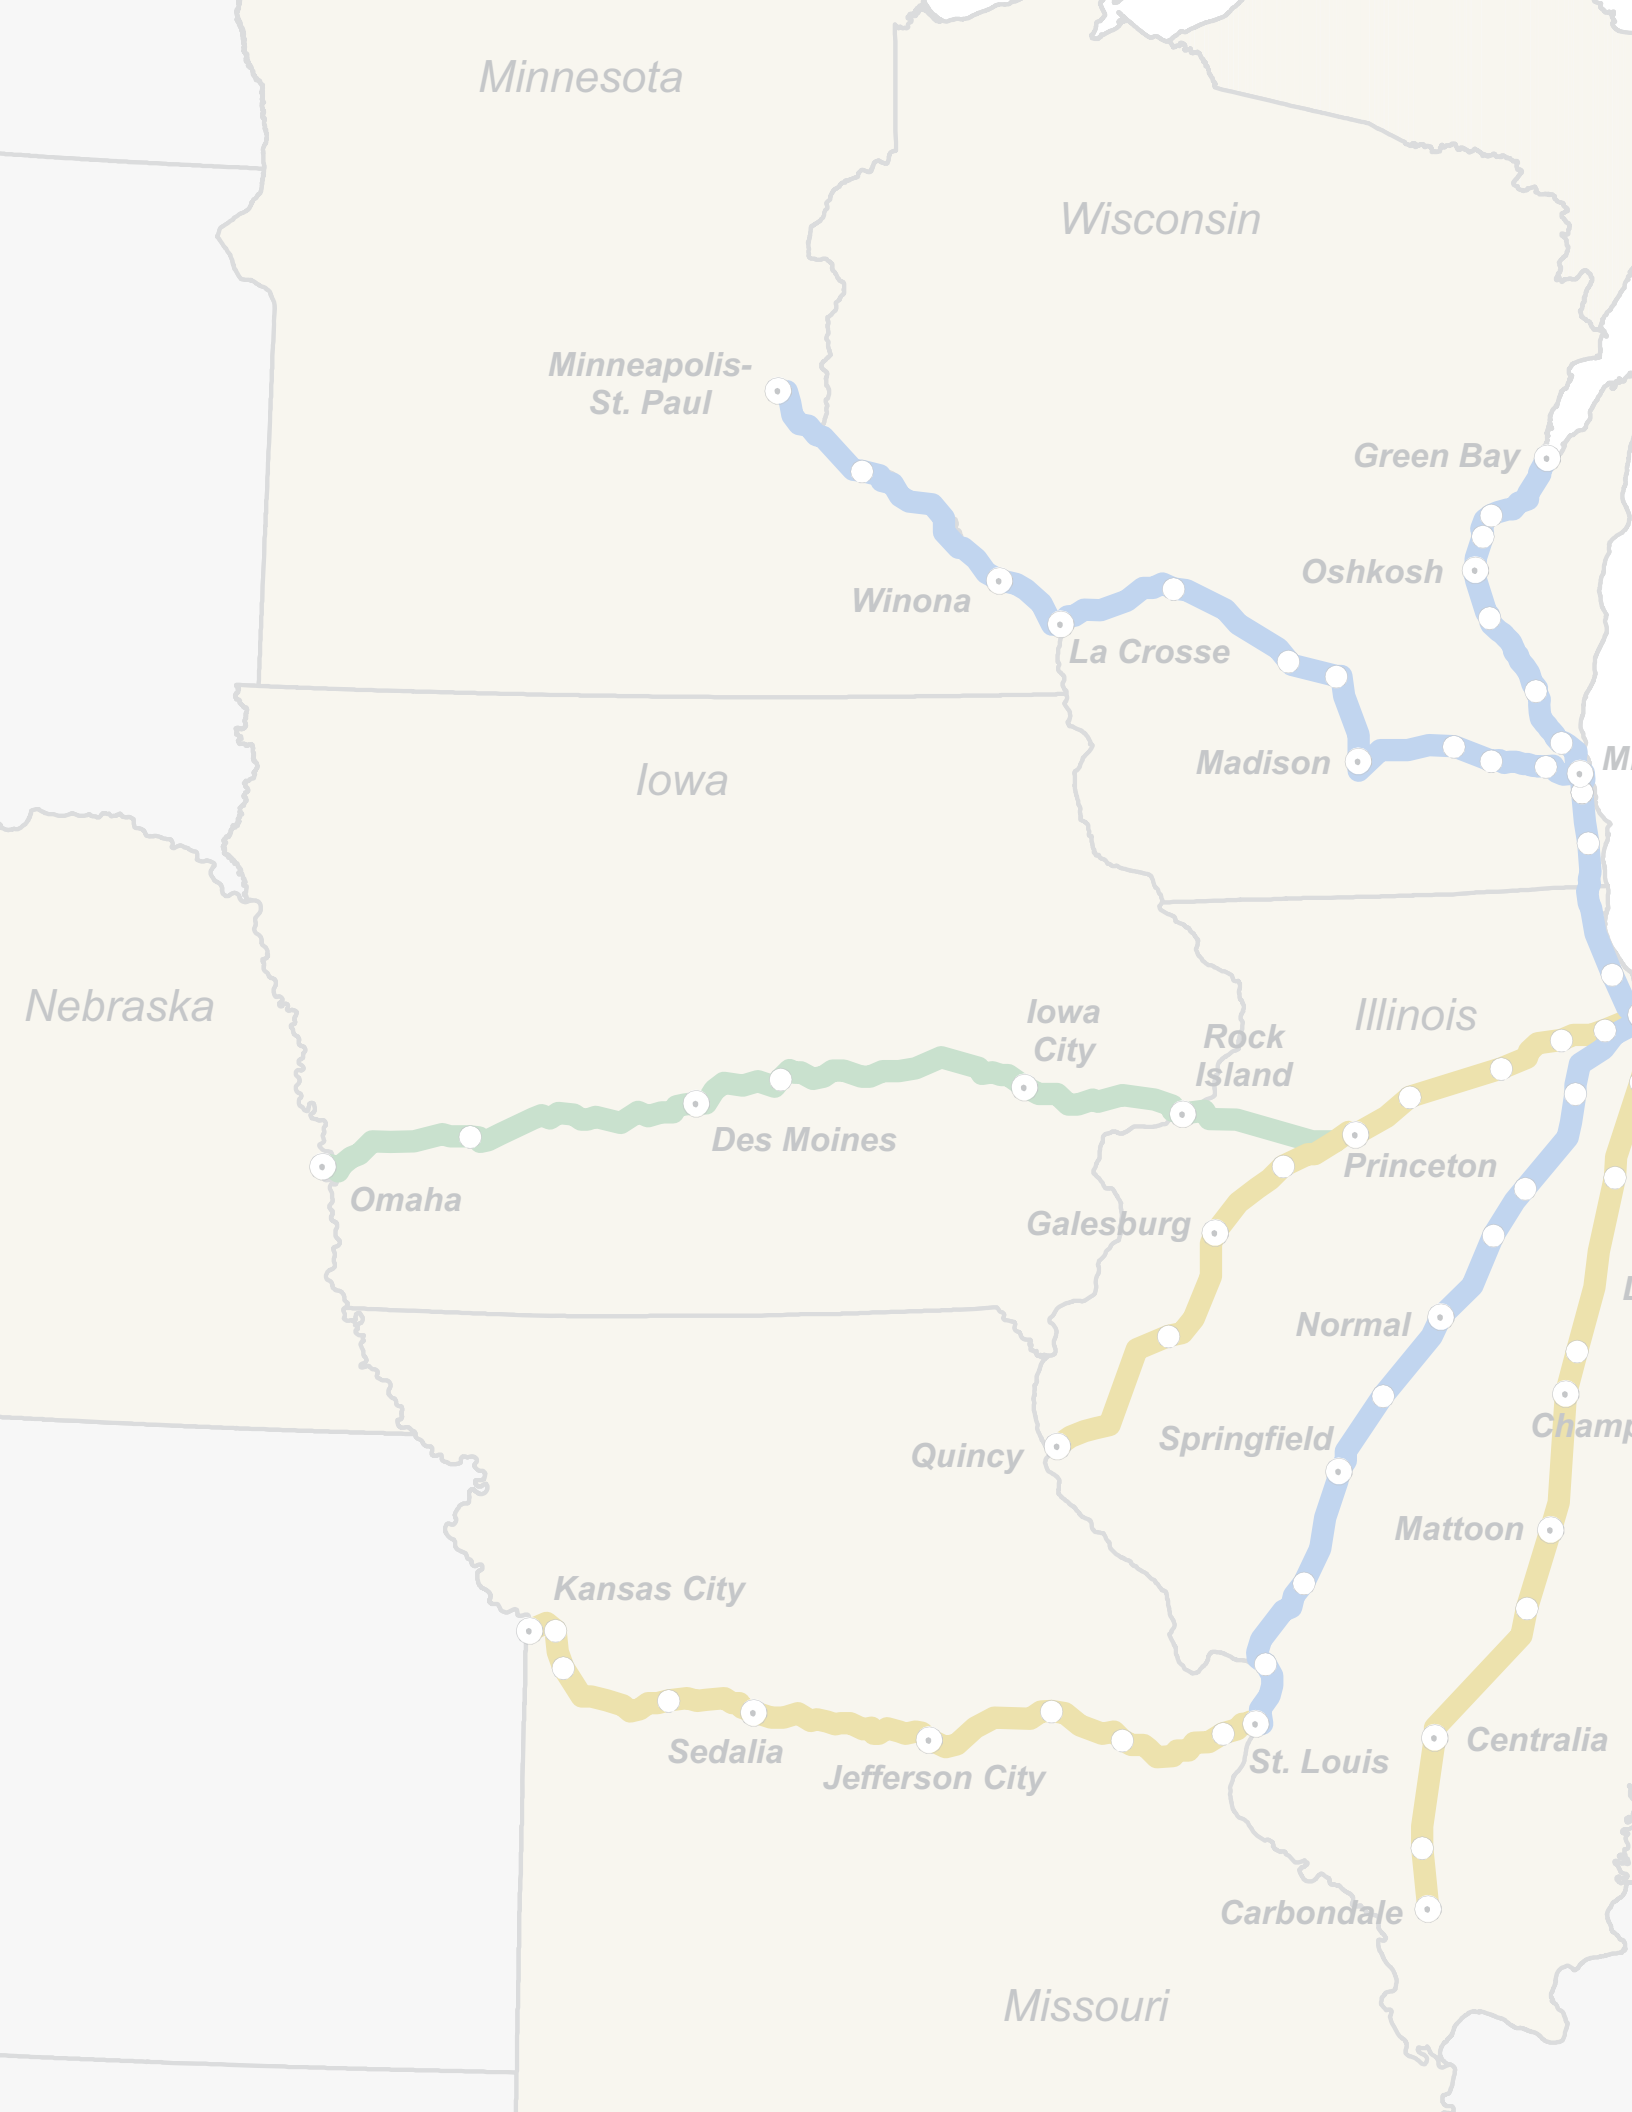 Minnesota
Wisconsin
Minneapolis-
St. Paul
Green Bay
Oshkosh
Winona
La Crosse
Madison
Iowa
Nebraska
Iowa
City
Rock
Island
Illinois
Des Moines
Omaha
Princeton
Galesburg
Normal
Springfield
Champ
Quincy
Mattoon
Kansas City
Sedalia
Jefferson City
St. Louis
Centralia
Carbondale
Missouri